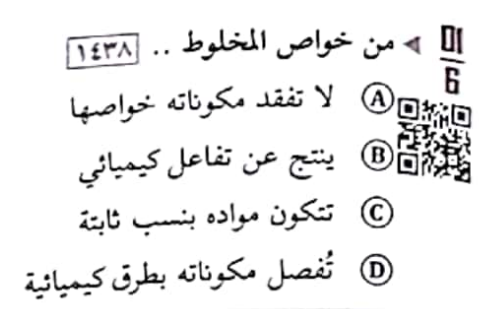 01
6
◄ من خواص المخلوط .. ١٤٣٨
A لا تفقد مكوناته خواصها
B ينتج عن تفاعل كيميائي
C تتكون مواده بنسب ثابتة
D تُفصل مكوناته بطرق كيميائية